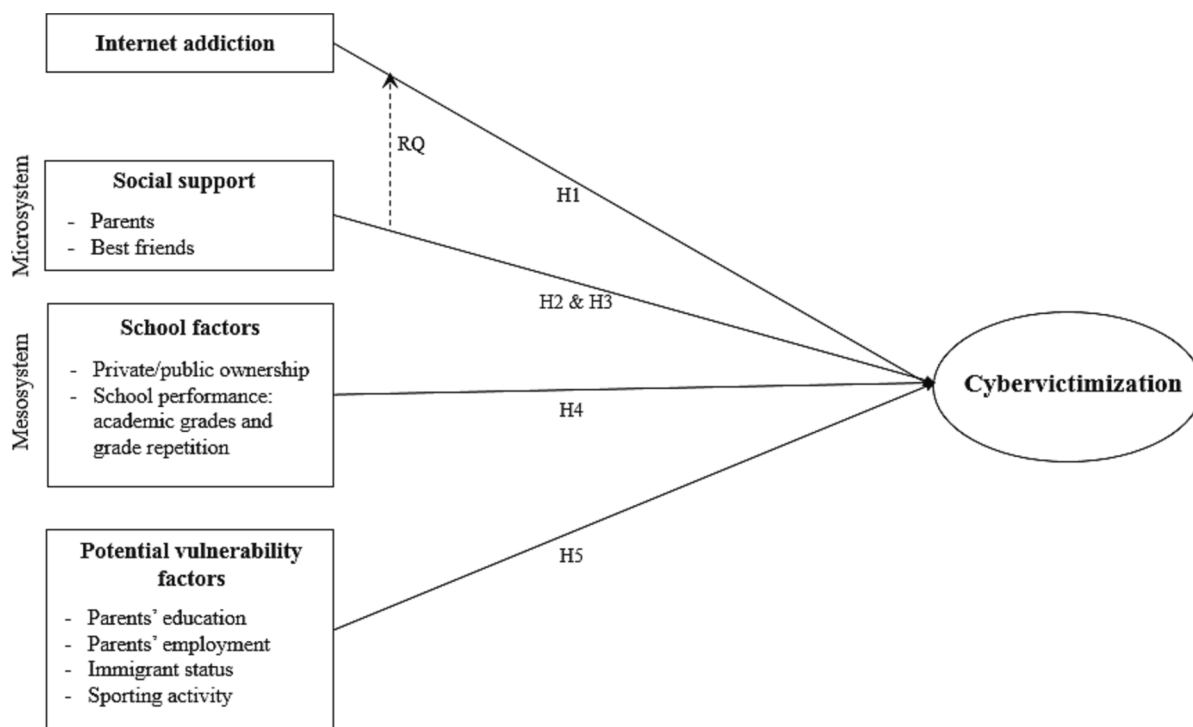 Internet addiction
RQ
Microsystem
Social support
- Parents
- Best friends
H1
H2 & H3
Mesosystem
School factors
- Private/public ownership
- School performance:
academic grades and
grade repetition
H4
Cybervictimization
Potential vulnerability
factors
- Parents’ education
- Parents’ employment
- Immigrant status
- Sporting activity
H5